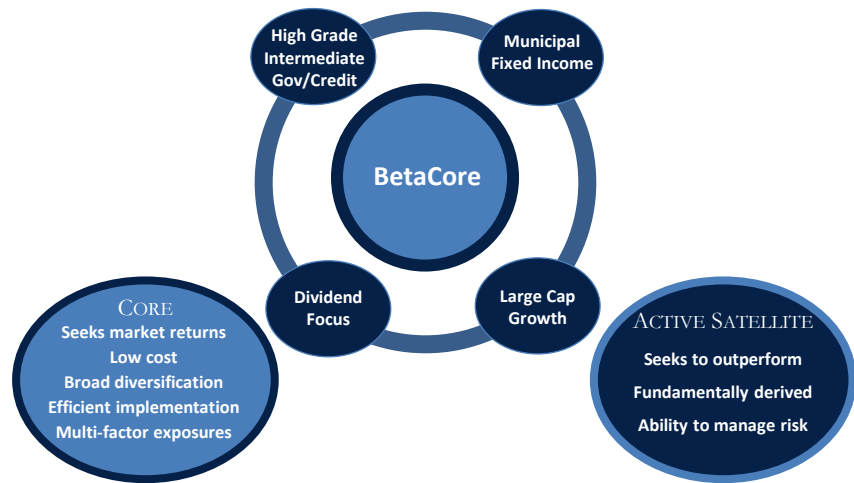 High Grade
Intermediate
Gov/Credit
Municipal
Fixed Income
BetaCore
Dividend
Focus
Large Cap
Growth
CORE
Seeks market returns
Low cost
Broad diversification
Efficient implementation
Multi-factor exposures
ACTIVE SATELLITE
Seeks to outperform
Fundamentally derived
Ability to manage risk